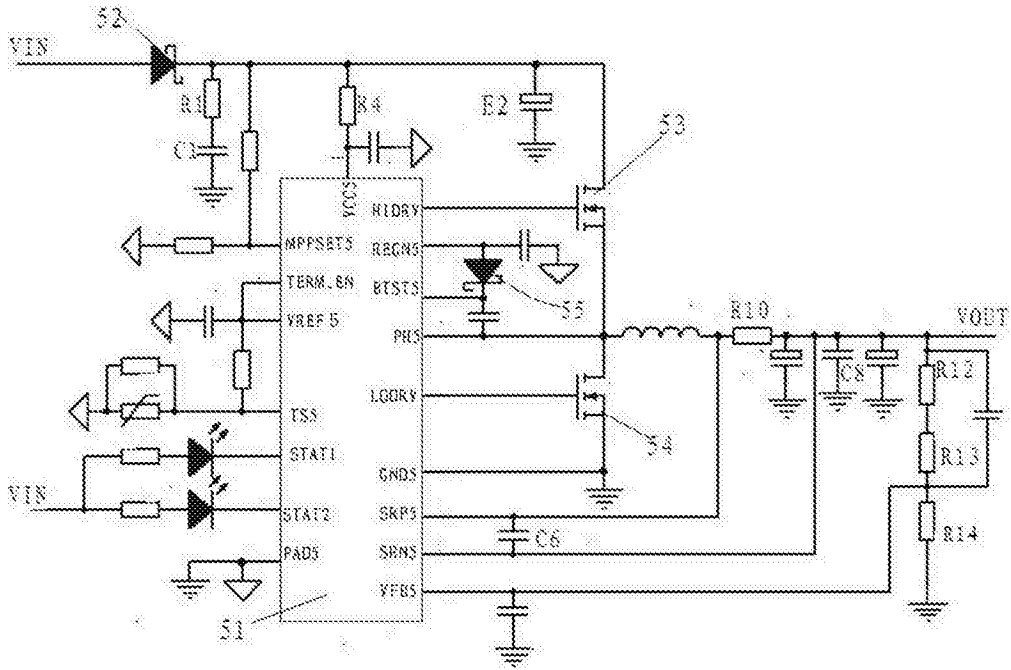 52
VIN
R1
R4
E2
53
C1
VCC5
HIDRV
MPPSET5
REGN5
TERM.EN
BTST5
55
VREF5
R10
VOUT
PH5
C8
R12
LODRV
TS5
54
STAT1
R13
GND5
VIN
STAT2
SRP5
R14
C6
PAD5
SRN5
VFB5
51